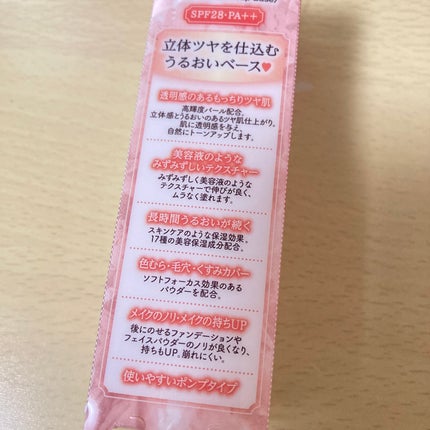 SPF28・PA++
立体ツヤを仕込む
うるおいベース♥
透明感のあるもっちりツヤ肌
高輝度パール配合。
立体感とうるおいのあるツヤ肌仕上がり。
肌に透明感を与え、
自然にトーンアップします。
美容液のような
みずみずしいテクスチャー
みずみずしく美容液のような
テクスチャーで伸びが良く、
ムラなく塗れます。
長時間うるおいが続く
スキンケアのような保湿効果。
17種の美容保湿成分配合。
色むら・毛穴・くすみカバー
ソフトフォーカス効果のある
パウダーを配合。
メイクのノリ・メイクの持ちUP
後にのせるファンデーションや
フェイスパウダーのノリが良くなり、
持ちもUP。崩れにくい。
使いやすいポンプタイプ